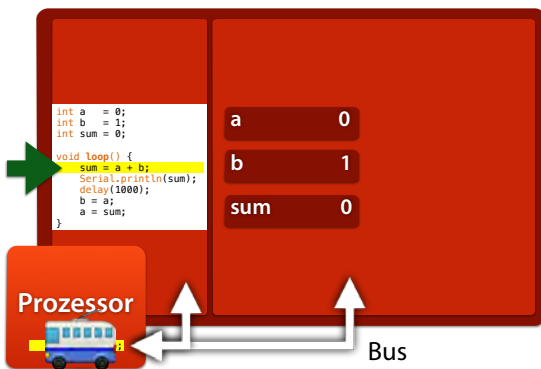 int a   = 0;
int b   = 1;
int sum = 0;
void loop() {
sum = a + b;
Serial.println(sum);
delay(1000);
b = a;
a = sum;
}
a 0
b 1
sum 0
Prozessor
;
Bus